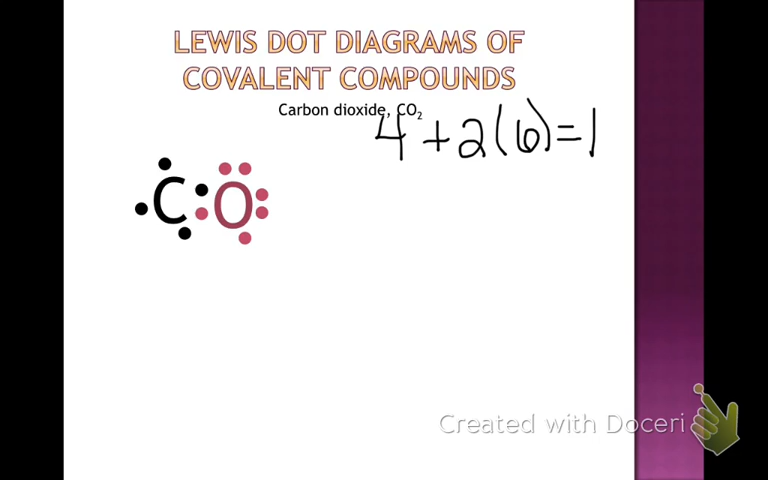 LEWIS DOT DIAGRAMS OF
COVALENT COMPOUNDS
Carbon dioxide, CO₂
4 + 2(6) = 1
C O
Created with Doceri